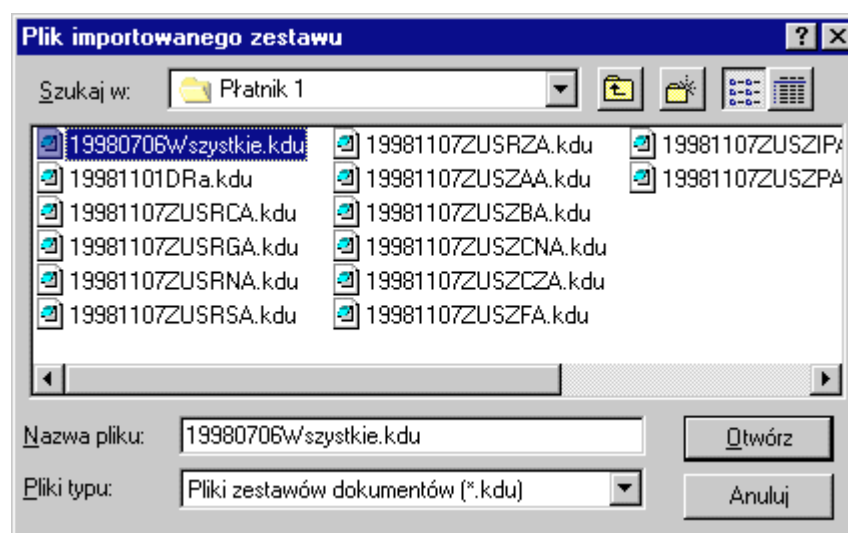 Plik importowanego zestawu
Szukaj w: Płatnik 1
19980706Wszystkie.kdu 19981107ZUSRZA.kdu 19981107ZUSZIPA
19981101DRa.kdu 19981107ZUSZAA.kdu 19981107ZUSZPA
19981107ZUSRCA.kdu 19981107ZUSZBA.kdu
19981107ZUSRGA.kdu 19981107ZUSZCNA.kdu
19981107ZUSRNA.kdu 19981107ZUSZCZA.kdu
19981107ZUSRSA.kdu 19981107ZUSZFA.kdu
Nazwa pliku: 19980706Wszystkie.kdu Otwórz
Pliki typu: Pliki zestawów dokumentów (*.kdu) Anuluj